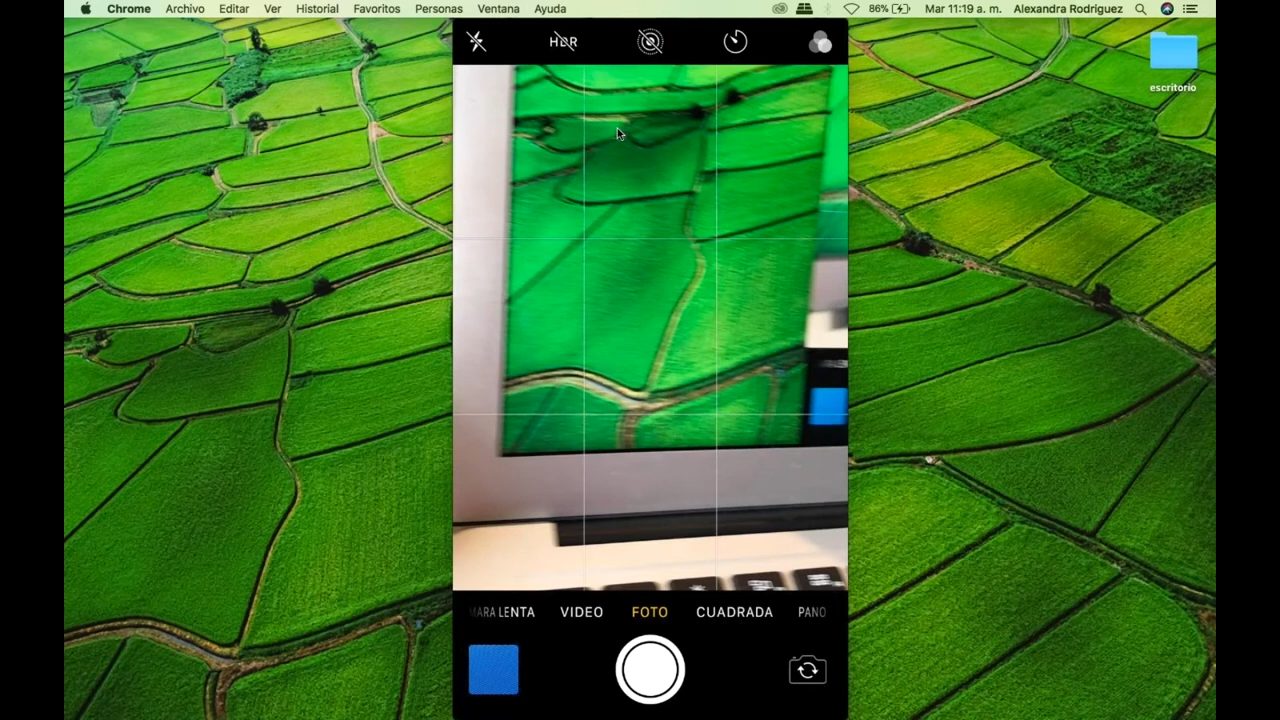 Chrome Archivo Editar Ver Historial Favoritos Personas Ventana Ayuda 86% Mar 11:19 a. m. Alexandra Rodriguez
HDR
escritorio
ARA LENTA VIDEO FOTO CUADRADA PANO